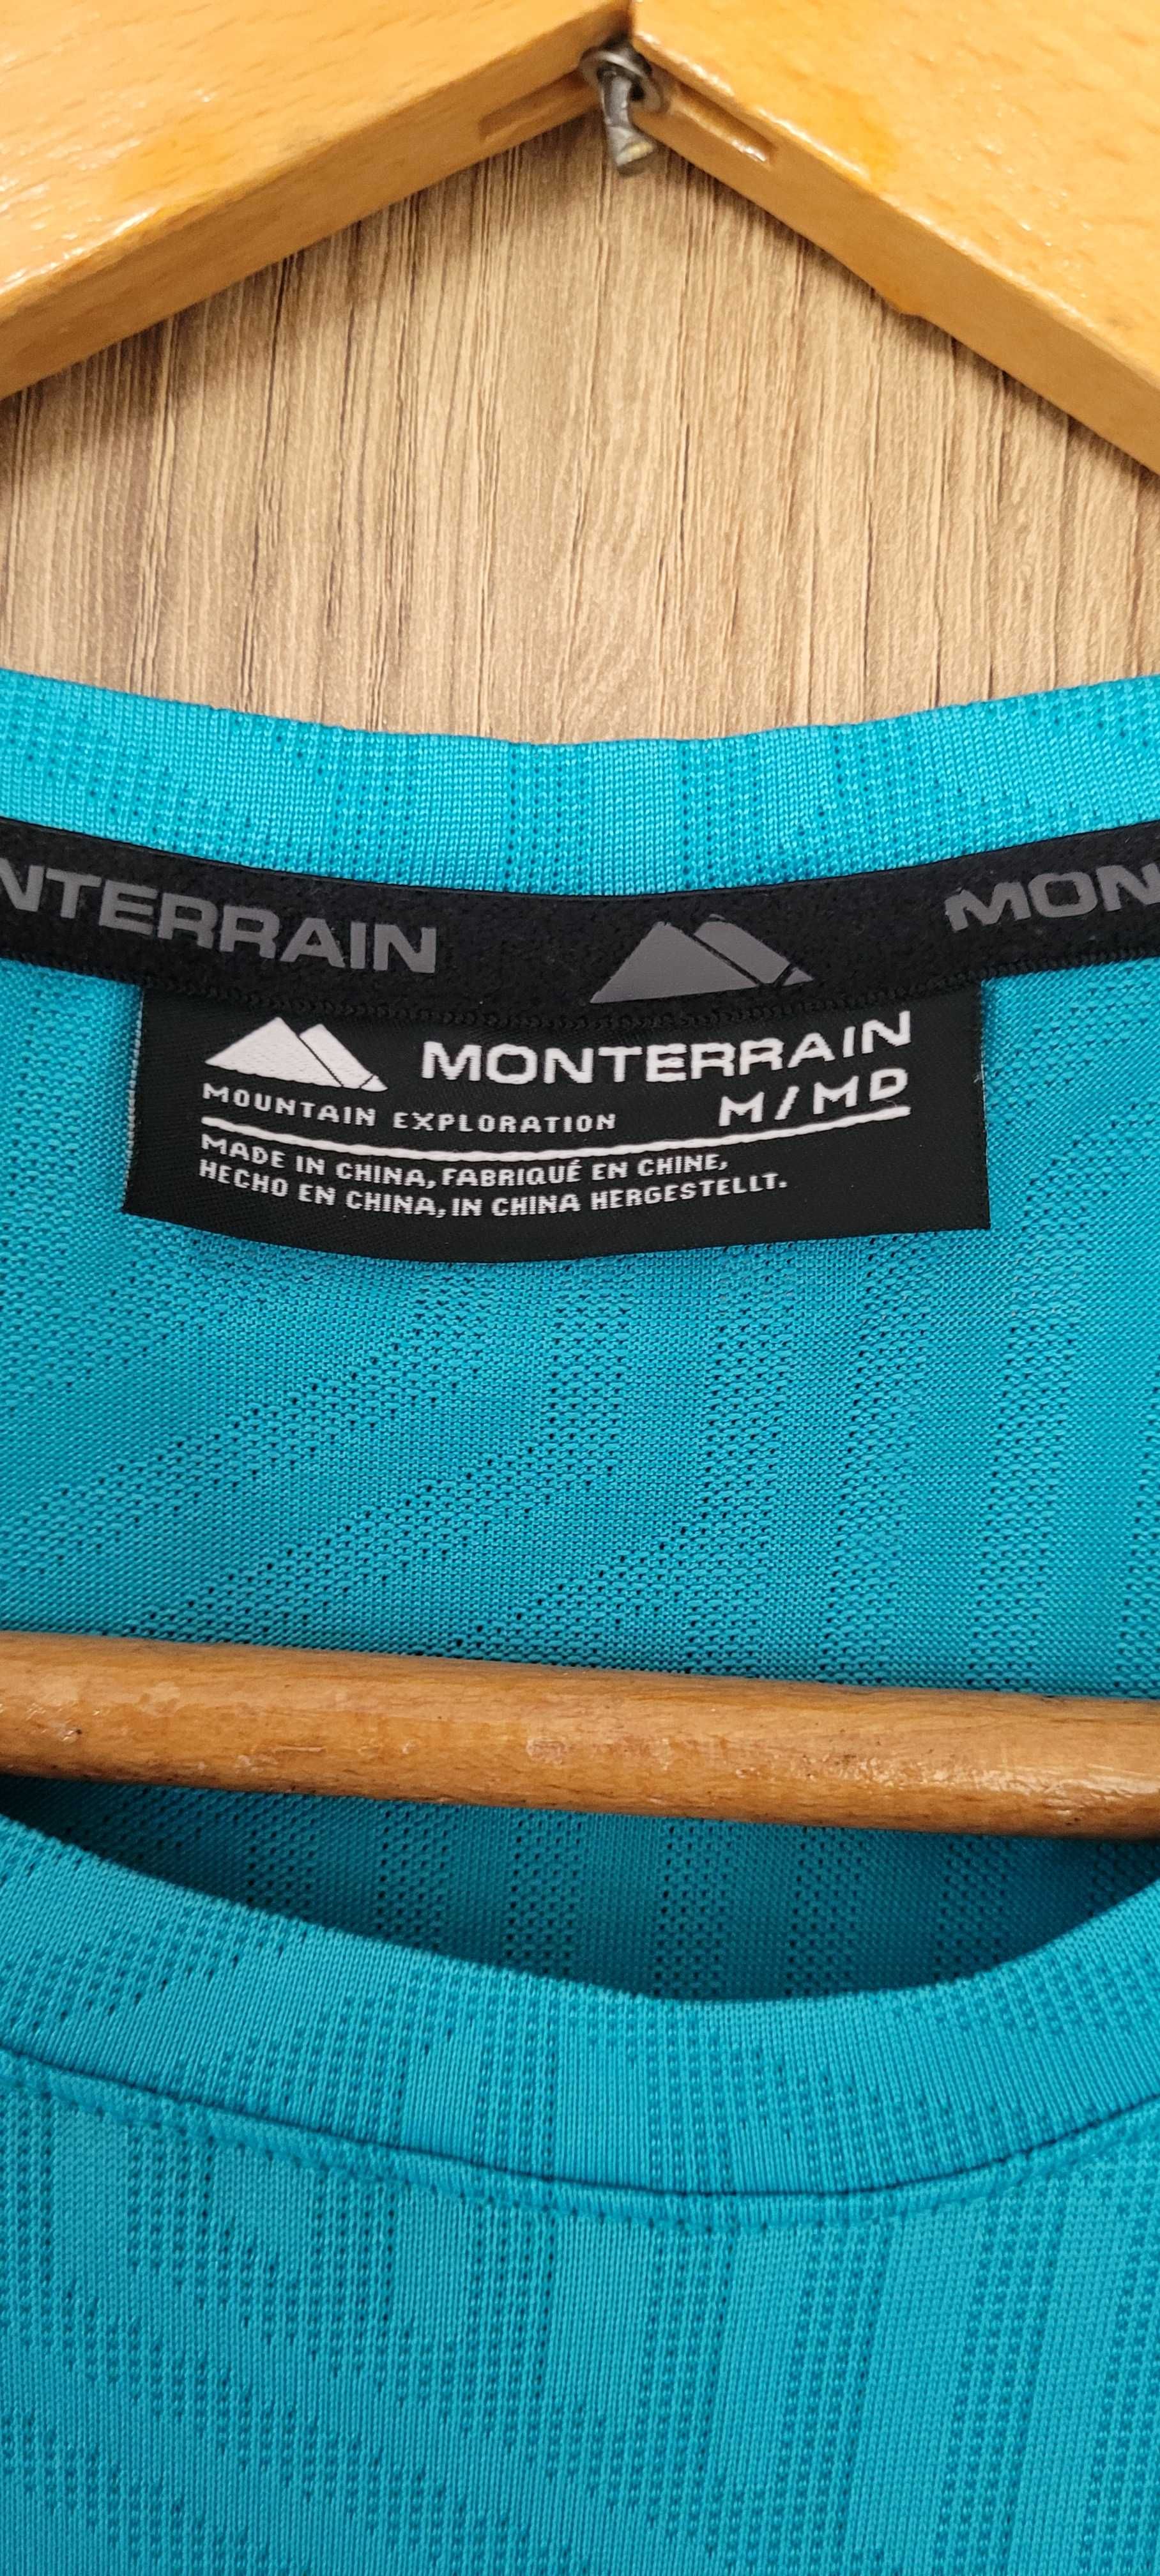 NTERRAIN
MON
MONTERRAIN
MOUNTAIN EXPLORATION
M/MD
MADE IN CHINA, FABRIQUÉ EN CHINE,
HECHO EN CHINA, IN CHINA HERGESTELLT.